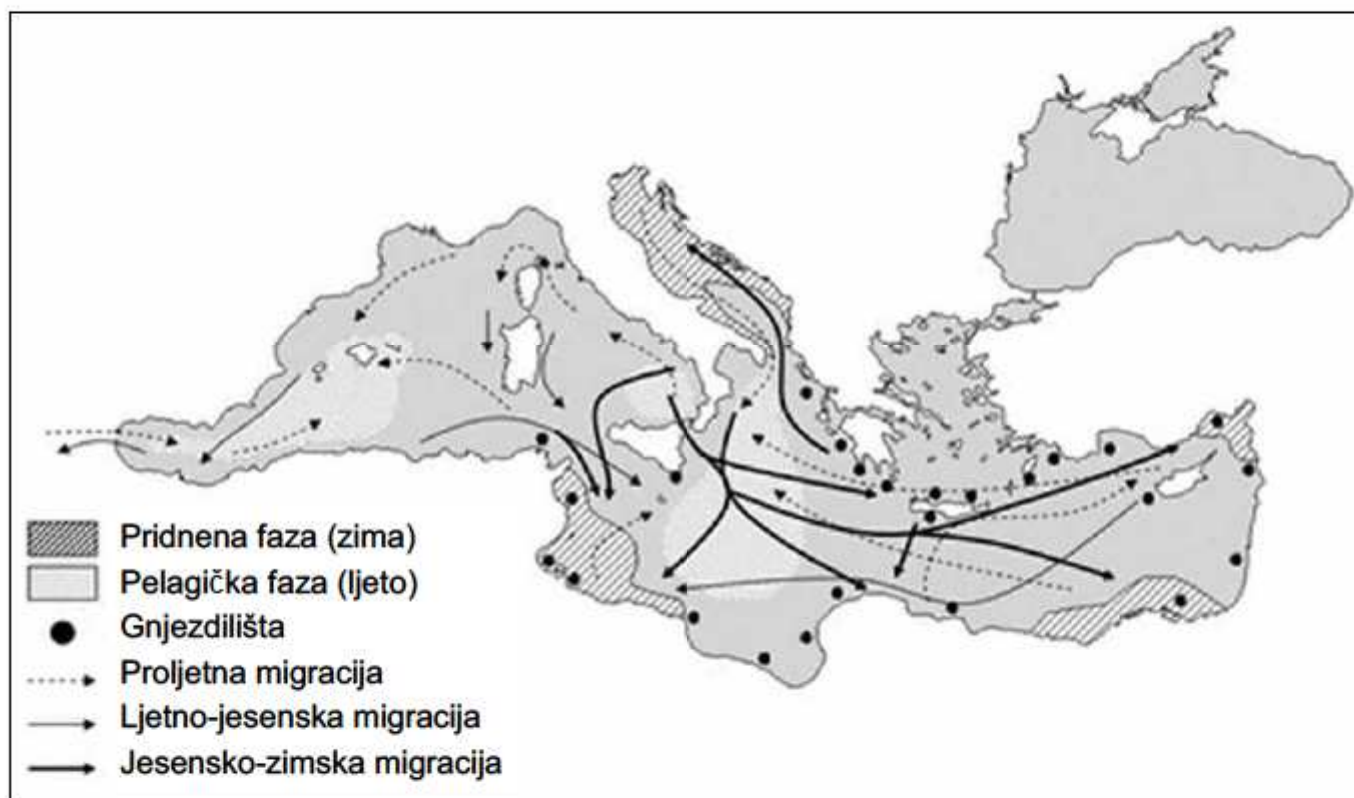 Pridnena faza (zima)
Pelagička faza (ljeto)
Gnjezdilišta
Proljetna migracija
Ljetno-jesenska migracija
Jesensko-zimska migracija